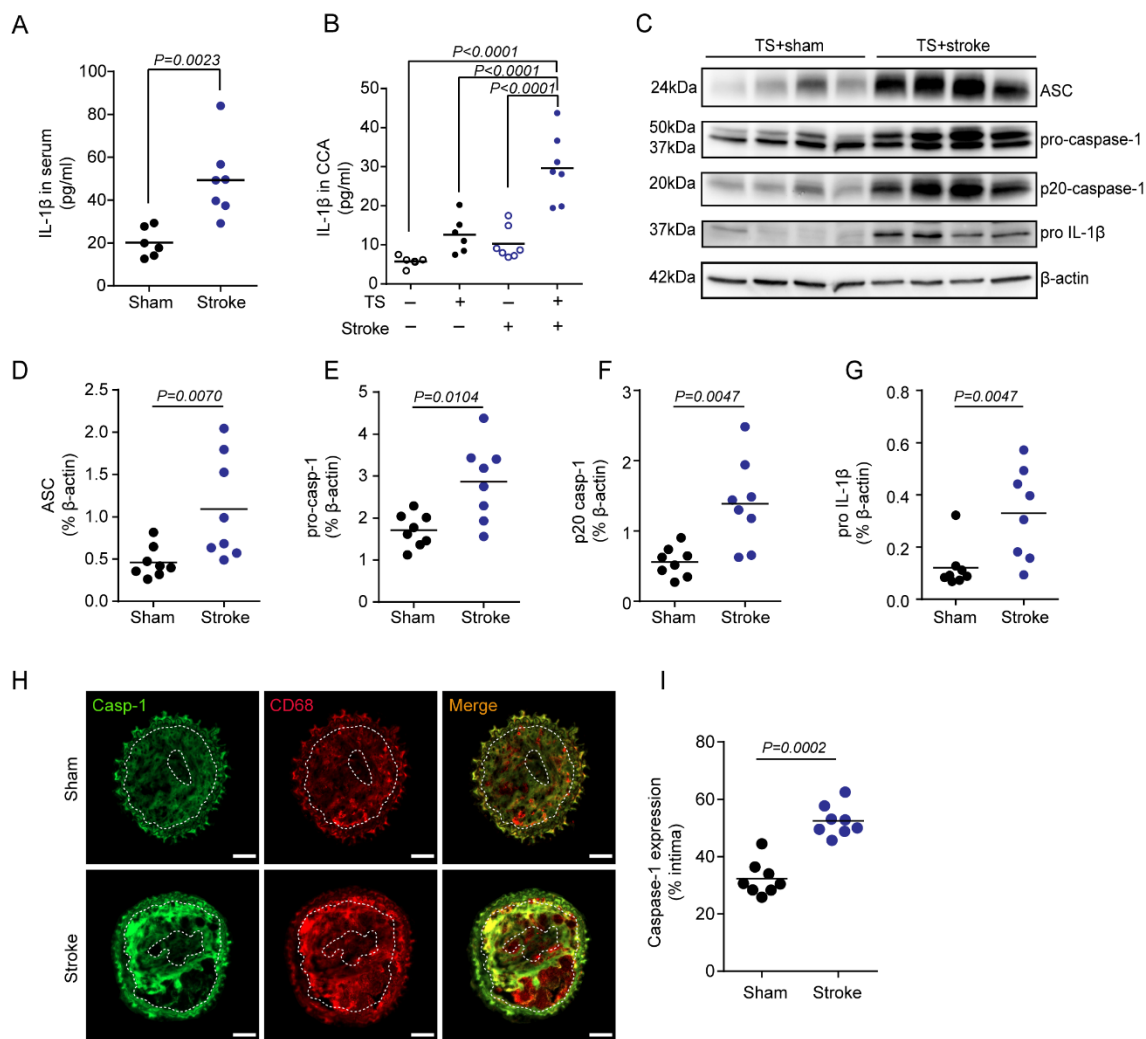 A
P=0.0023
100
80
60
40
20
0
IL-1β in serum
(pg/ml)
Sham
Stroke
B
P<0.0001
P<0.0001
P<0.0001
50
40
30
20
10
0
IL-1β in CCA
(pg/ml)
TS – + – +
Stroke – – + +
C
TS+sham
TS+stroke
24kDa
ASC
50kDa
37kDa
pro-caspase-1
20kDa
p20-caspase-1
37kDa
pro IL-1β
42kDa
β-actin
D
P=0.0070
2.5
2.0
1.5
1.0
0.5
0.0
ASC
(% β-actin)
Sham
Stroke
E
P=0.0104
5
4
3
2
1
0
pro-casp-1
(% β-actin)
Sham
Stroke
F
P=0.0047
3
2
1
0
p20 casp-1
(% β-actin)
Sham
Stroke
G
P=0.0047
0.8
0.6
0.4
0.2
0.0
pro IL-1β
(% β-actin)
Sham
Stroke
H
Casp-1
CD68
Merge
Sham
Stroke
I
P=0.0002
80
60
40
20
0
Caspase-1 expression
(% intima)
Sham
Stroke